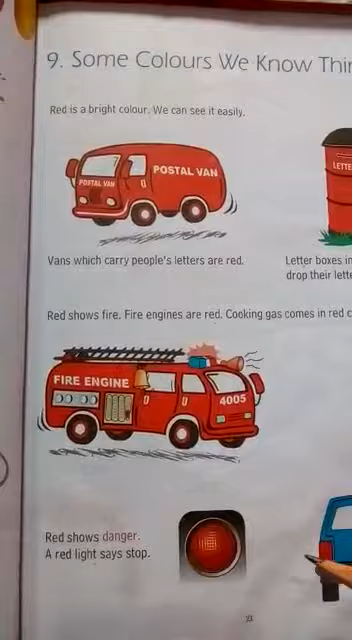 9. Some Colours We Know Thin
Red is a bright colour. We can see it easily.
POSTAL VAN
POSTAL VAN
LETTE
Vans which carry people's letters are red.
Letter boxes in
drop their lette
Red shows fire. Fire engines are red. Cooking gas comes in red c
FIRE ENGINE
4005
Red shows danger.
A red light says stop.